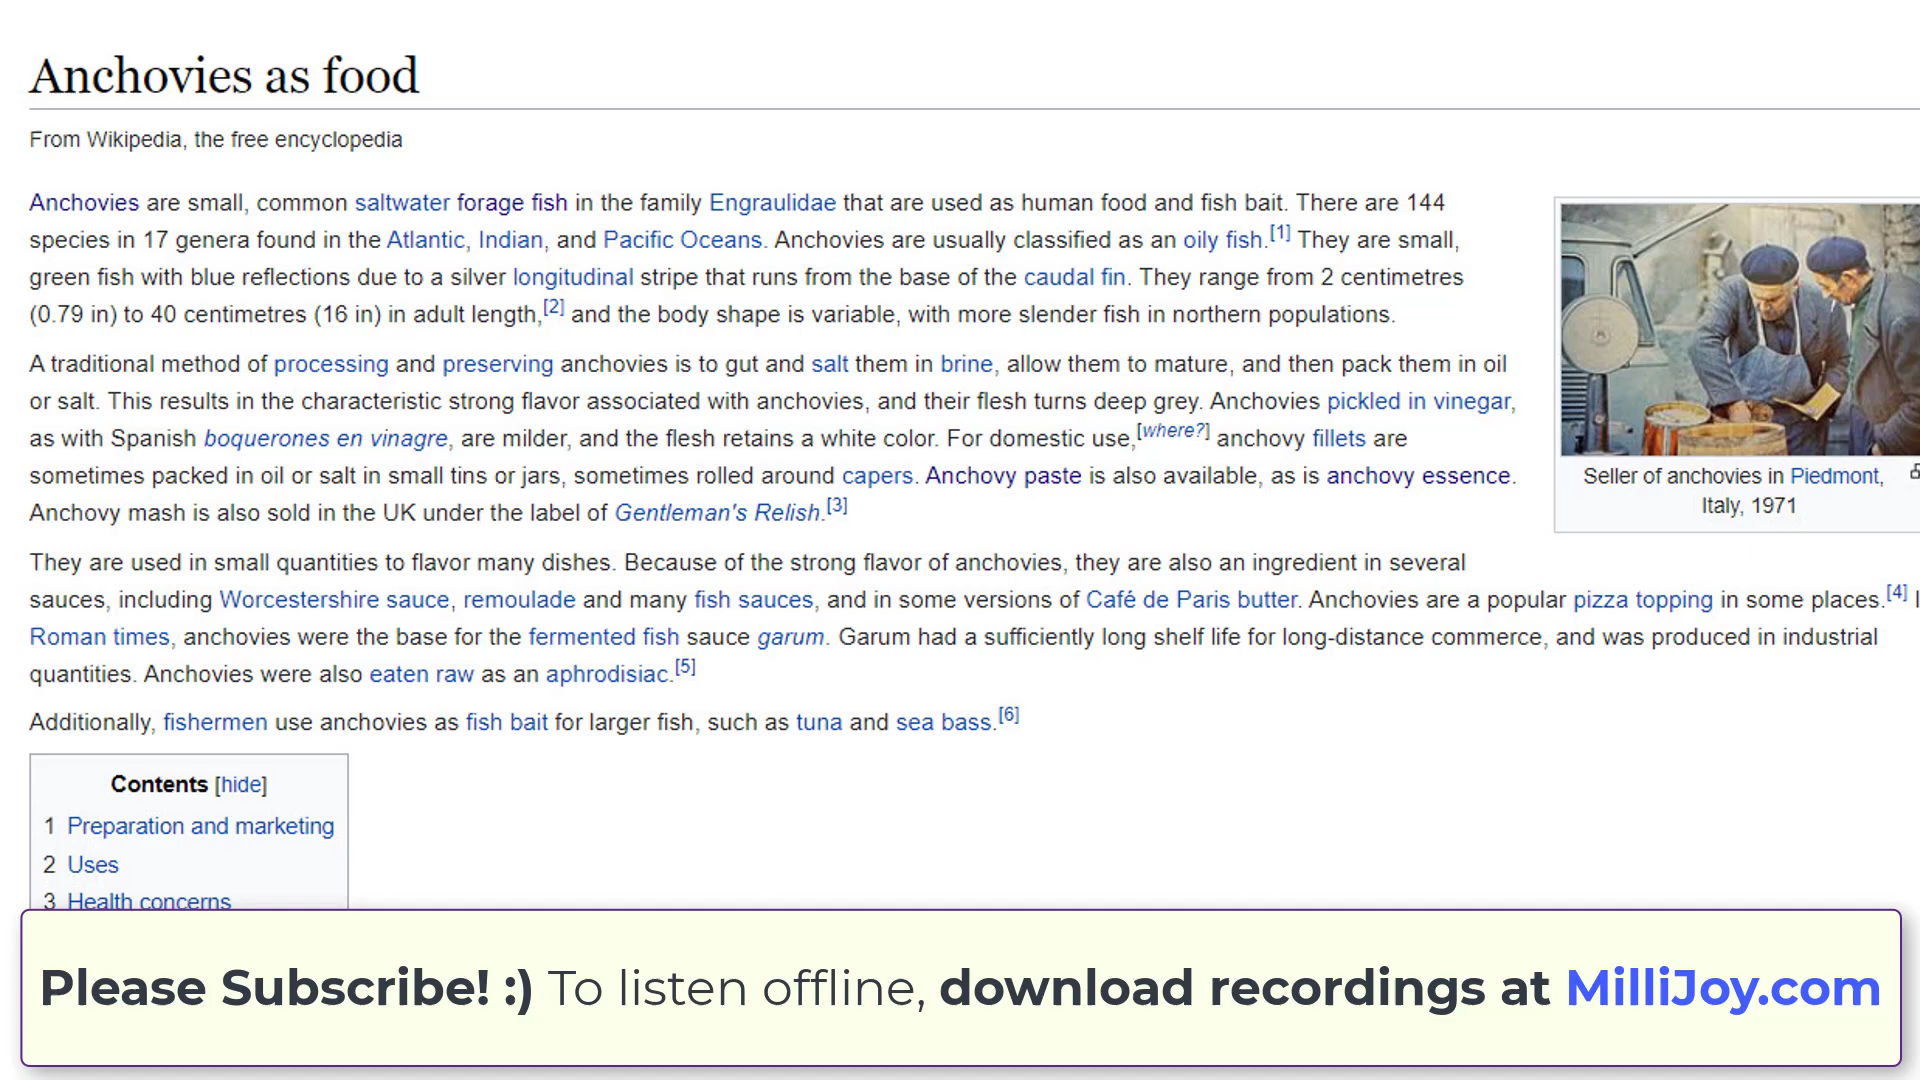 Anchovies as food
From Wikipedia, the free encyclopedia
Anchovies are small, common saltwater forage fish in the family Engraulidae that are used as human food and fish bait. There are 144
species in 17 genera found in the Atlantic, Indian, and Pacific Oceans. Anchovies are usually classified as an oily fish.[1] They are small,
green fish with blue reflections due to a silver longitudinal stripe that runs from the base of the caudal fin. They range from 2 centimetres
(0.79 in) to 40 centimetres (16 in) in adult length,[2] and the body shape is variable, with more slender fish in northern populations.
A traditional method of processing and preserving anchovies is to gut and salt them in brine, allow them to mature, and then pack them in oil
or salt. This results in the characteristic strong flavor associated with anchovies, and their flesh turns deep grey. Anchovies pickled in vinegar,
as with Spanish boquerones en vinagre, are milder, and the flesh retains a white color. For domestic use,[where?] anchovy fillets are
sometimes packed in oil or salt in small tins or jars, sometimes rolled around capers. Anchovy paste is also available, as is anchovy essence.
Anchovy mash is also sold in the UK under the label of Gentleman's Relish.[3]
Seller of anchovies in Piedmont,
Italy, 1971
They are used in small quantities to flavor many dishes. Because of the strong flavor of anchovies, they are also an ingredient in several
sauces, including Worcestershire sauce, remoulade and many fish sauces, and in some versions of Café de Paris butter. Anchovies are a popular pizza topping in some places.[4]
Roman times, anchovies were the base for the fermented fish sauce garum. Garum had a sufficiently long shelf life for long-distance commerce, and was produced in industrial
quantities. Anchovies were also eaten raw as an aphrodisiac.[5]
Additionally, fishermen use anchovies as fish bait for larger fish, such as tuna and sea bass.[6]
Contents [hide]
1 Preparation and marketing
2 Uses
3 Health concerns
Please Subscribe! :) To listen offline, download recordings at MilliJoy.com